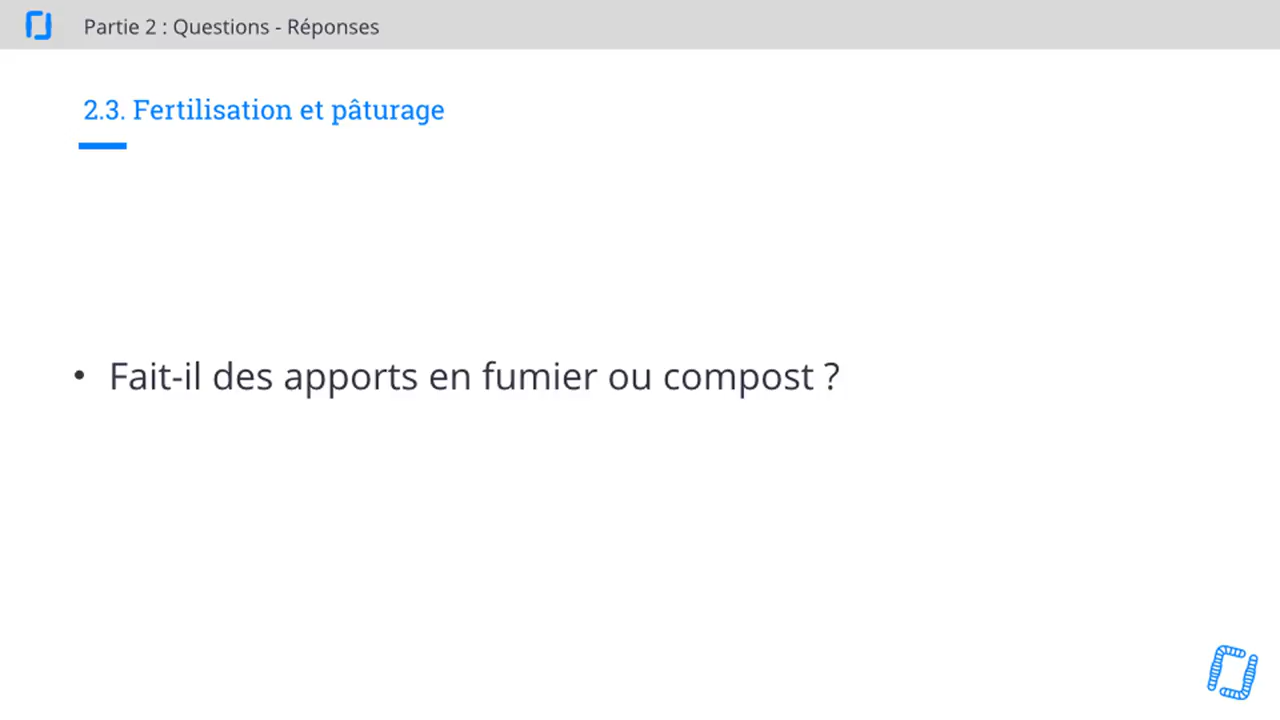 Partie 2 : Questions - Réponses
2.3. Fertilisation et pâturage
• Fait-il des apports en fumier ou compost ?